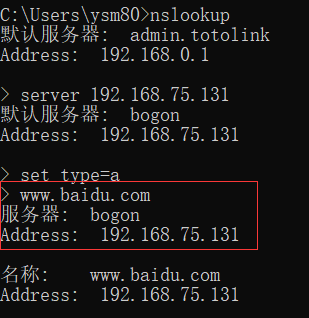 C:\Users\ysm80>nslookup
默认服务器:  admin.totolink
Address:  192.168.0.1
> server 192.168.75.131
默认服务器:  bogon
Address:  192.168.75.131
> set type=a
> www.baidu.com
服务器:  bogon
Address:  192.168.75.131
名称:    www.baidu.com
Address:  192.168.75.131